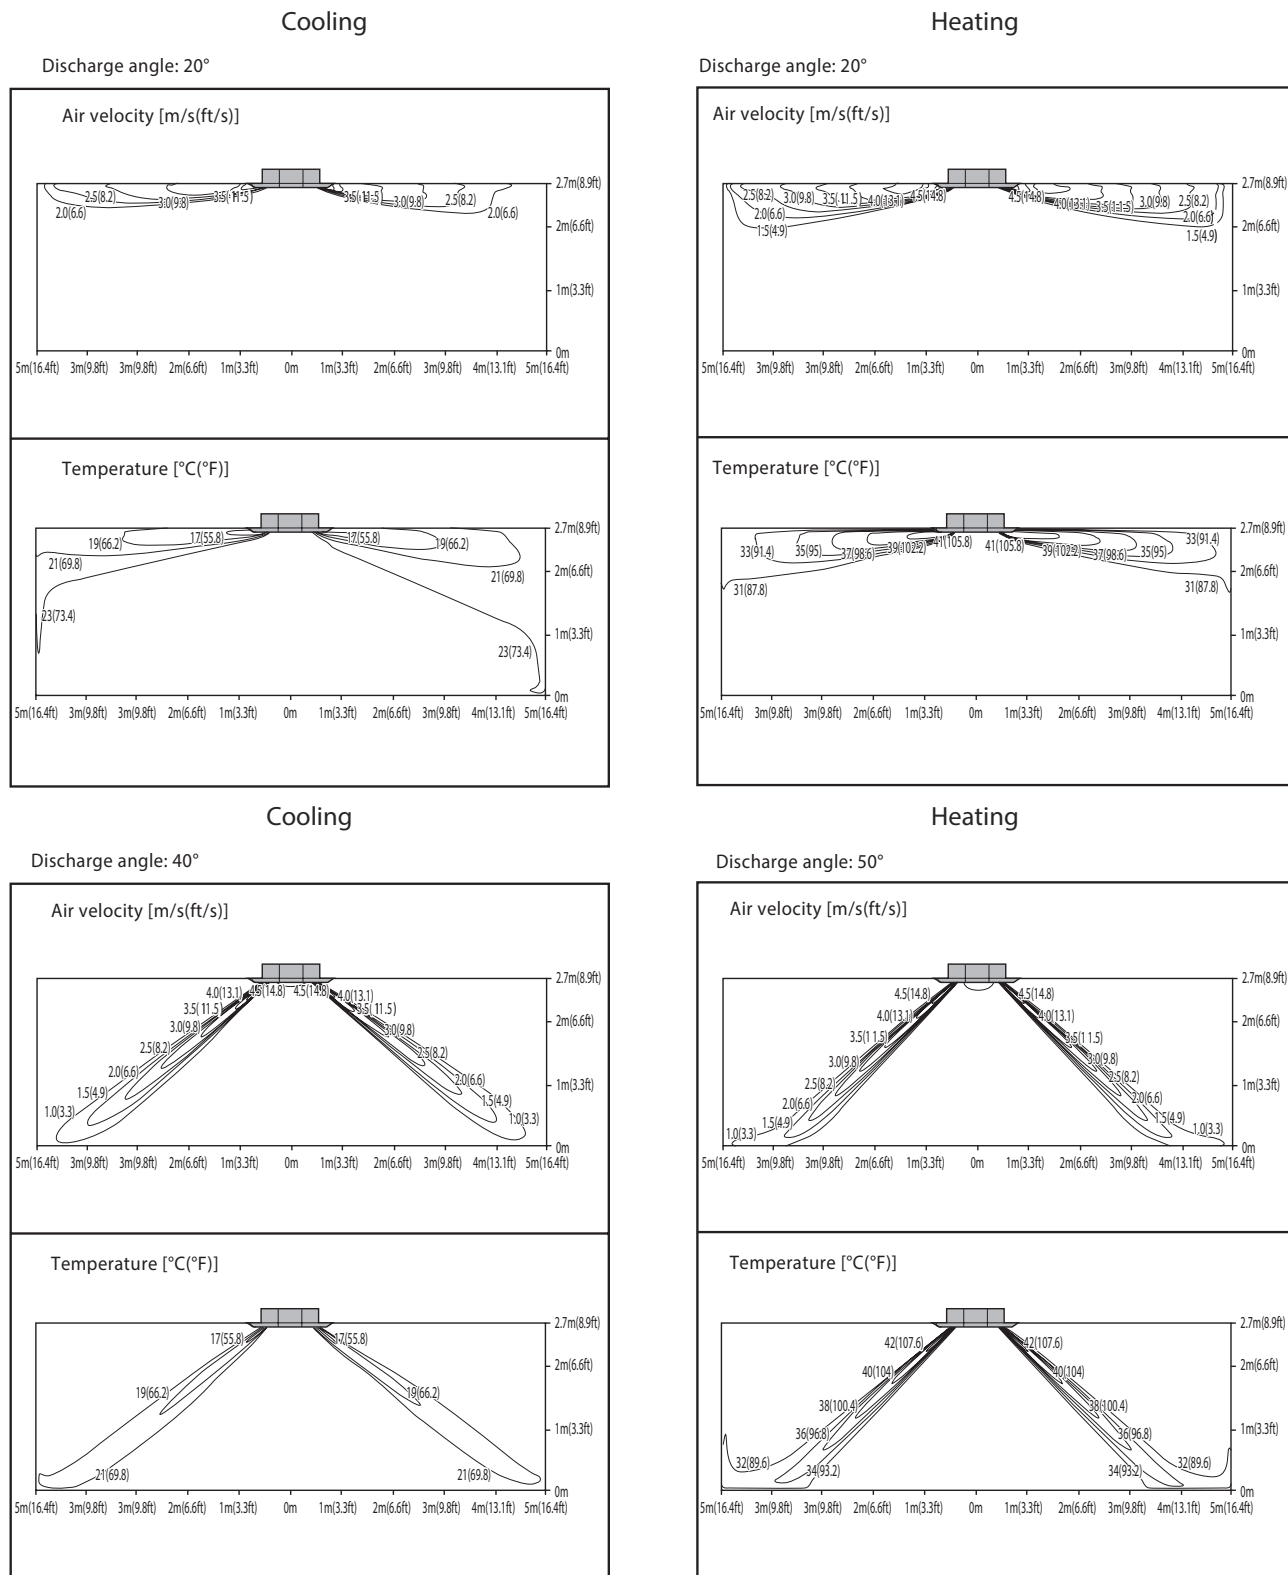 Cooling
Heating
Discharge angle: 20°
Discharge angle: 20°
Air velocity [m/s(ft/s)]
2.5(8.2) 3.0(9.8) 3.5(11.5) 3.5(11.5) 3.0(9.8) 2.5(8.2)
2.0(6.6) 2.0(6.6)
2.7m(8.9ft)
2m(6.6ft)
1m(3.3ft)
0m
5m(16.4ft) 3m(9.8ft) 3m(9.8ft) 2m(6.6ft) 1m(3.3ft) 0m 1m(3.3ft) 2m(6.6ft) 3m(9.8ft) 4m(13.1ft) 5m(16.4ft)
Air velocity [m/s(ft/s)]
2.5(8.2) 3.0(9.8) 3.5(11.5) 4.0(13.1) 4.5(14.8) 4.5(14.8) 4.0(13.1) 3.5(11.5) 3.0(9.8) 2.5(8.2)
2.0(6.6) 2.0(6.6)
1.5(4.9) 1.5(4.9)
2.7m(8.9ft)
2m(6.6ft)
1m(3.3ft)
0m
5m(16.4ft) 3m(9.8ft) 3m(9.8ft) 2m(6.6ft) 1m(3.3ft) 0m 1m(3.3ft) 2m(6.6ft) 3m(9.8ft) 4m(13.1ft) 5m(16.4ft)
Temperature [°C(°F)]
19(66.2) 17(55.8) 17(55.8) 19(66.2)
21(69.8) 21(69.8)
23(73.4) 23(73.4)
2.7m(8.9ft)
2m(6.6ft)
1m(3.3ft)
0m
5m(16.4ft) 3m(9.8ft) 3m(9.8ft) 2m(6.6ft) 1m(3.3ft) 0m 1m(3.3ft) 2m(6.6ft) 3m(9.8ft) 4m(13.1ft) 5m(16.4ft)
Temperature [°C(°F)]
33(91.4) 35(95) 37(98.6) 39(102.2) 41(105.8) 41(105.8) 39(102.2) 37(98.6) 35(95) 33(91.4)
31(87.8) 31(87.8)
2.7m(8.9ft)
2m(6.6ft)
1m(3.3ft)
0m
5m(16.4ft) 3m(9.8ft) 3m(9.8ft) 2m(6.6ft) 1m(3.3ft) 0m 1m(3.3ft) 2m(6.6ft) 3m(9.8ft) 4m(13.1ft) 5m(16.4ft)
Cooling
Heating
Discharge angle: 40°
Discharge angle: 50°
Air velocity [m/s(ft/s)]
4.0(13.1) 4.5(14.8) 4.5(14.8) 4.0(13.1)
3.5(11.5) 3.5(11.5)
3.0(9.8) 3.0(9.8)
2.5(8.2) 2.5(8.2)
2.0(6.6) 2.0(6.6)
1.5(4.9) 1.5(4.9)
1.0(3.3) 1.0(3.3)
2.7m(8.9ft)
2m(6.6ft)
1m(3.3ft)
0m
5m(16.4ft) 3m(9.8ft) 3m(9.8ft) 2m(6.6ft) 1m(3.3ft) 0m 1m(3.3ft) 2m(6.6ft) 3m(9.8ft) 4m(13.1ft) 5m(16.4ft)
Air velocity [m/s(ft/s)]
4.5(14.8) 4.5(14.8)
4.0(13.1) 4.0(13.1)
3.5(11.5) 3.5(11.5)
3.0(9.8) 3.0(9.8)
2.5(8.2) 2.5(8.2)
2.0(6.6) 2.0(6.6)
1.5(4.9) 1.5(4.9)
1.0(3.3) 1.0(3.3)
2.7m(8.9ft)
2m(6.6ft)
1m(3.3ft)
0m
5m(16.4ft) 3m(9.8ft) 3m(9.8ft) 2m(6.6ft) 1m(3.3ft) 0m 1m(3.3ft) 2m(6.6ft) 3m(9.8ft) 4m(13.1ft) 5m(16.4ft)
Temperature [°C(°F)]
17(55.8) 17(55.8)
19(66.2) 19(66.2)
21(69.8) 21(69.8)
2.7m(8.9ft)
2m(6.6ft)
1m(3.3ft)
0m
5m(16.4ft) 3m(9.8ft) 3m(9.8ft) 2m(6.6ft) 1m(3.3ft) 0m 1m(3.3ft) 2m(6.6ft) 3m(9.8ft) 4m(13.1ft) 5m(16.4ft)
Temperature [°C(°F)]
42(107.6) 42(107.6)
40(104) 40(104)
38(100.4) 38(100.4)
36(96.8) 36(96.8)
32(89.6) 32(89.6)
34(93.2) 34(93.2)
2.7m(8.9ft)
2m(6.6ft)
1m(3.3ft)
0m
5m(16.4ft) 3m(9.8ft) 3m(9.8ft) 2m(6.6ft) 1m(3.3ft) 0m 1m(3.3ft) 2m(6.6ft) 3m(9.8ft) 4m(13.1ft) 5m(16.4ft)